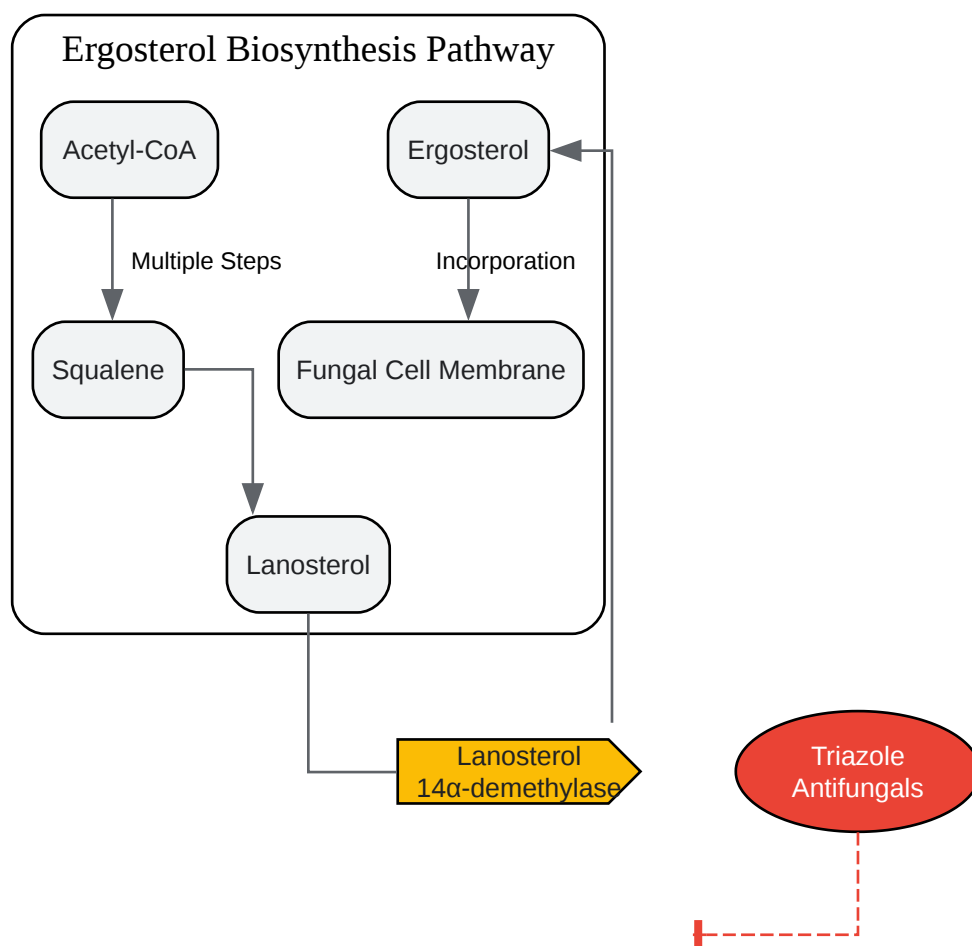 Ergosterol Biosynthesis Pathway
Acetyl-CoA
Ergosterol
Multiple Steps
Incorporation
Squalene
Fungal Cell Membrane
Lanosterol
Lanosterol
14α-demethylase
Triazole
Antifungals